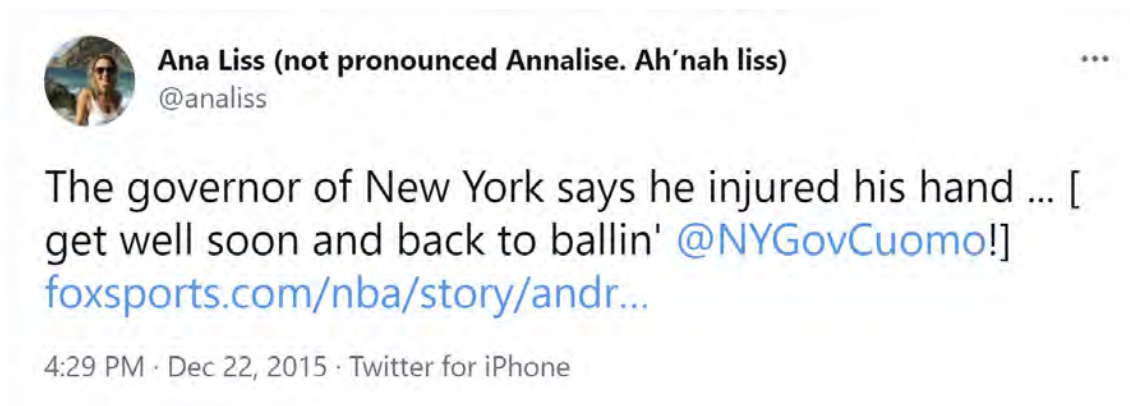 Ana Liss (not pronounced Annalise. Ah’nah liss)
@analiss
The governor of New York says he injured his hand ... [
get well soon and back to ballin' @NYGovCuomo!]
foxsports.com/nba/story/andr...
4:29 PM · Dec 22, 2015 · Twitter for iPhone